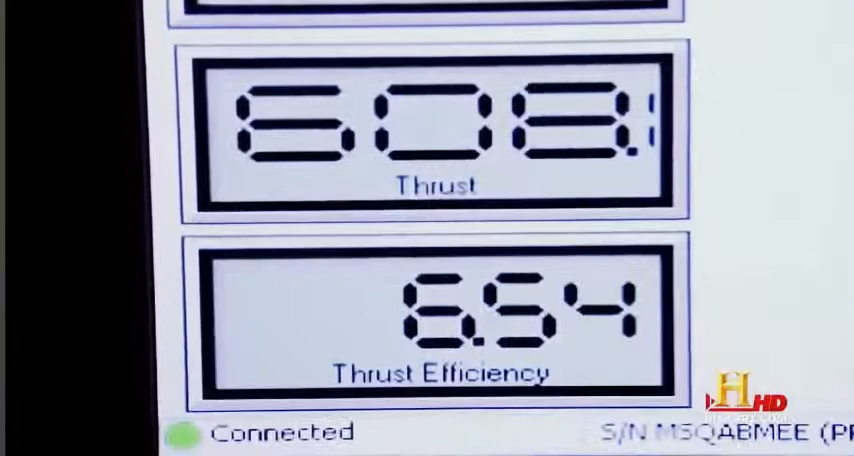 608.
Thrust
6.54
Thrust Efficiency
H HD
Connected S/N MSQABMEE